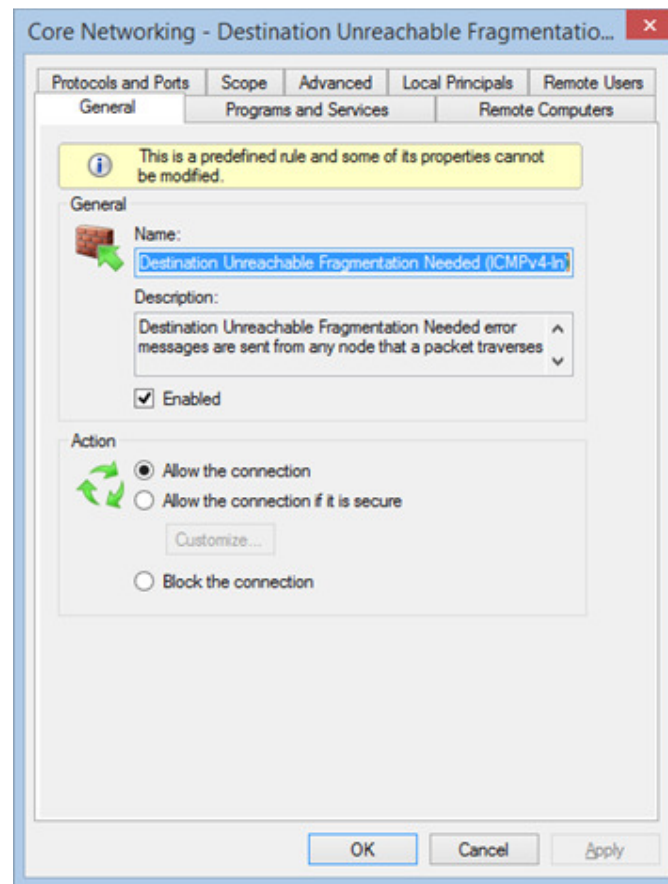 Core Networking - Destination Unreachable Fragmentatio...
Protocols and Ports Scope Advanced Local Principals Remote Users
General Programs and Services Remote Computers
This is a predefined rule and some of its properties cannot
be modified.
General
Name:
Destination Unreachable Fragmentation Needed (ICMPv4-In)
Description:
Destination Unreachable Fragmentation Needed error
messages are sent from any node that a packet traverses
Enabled
Action
Allow the connection
Allow the connection if it is secure
Customize...
Block the connection
OK Cancel Apply